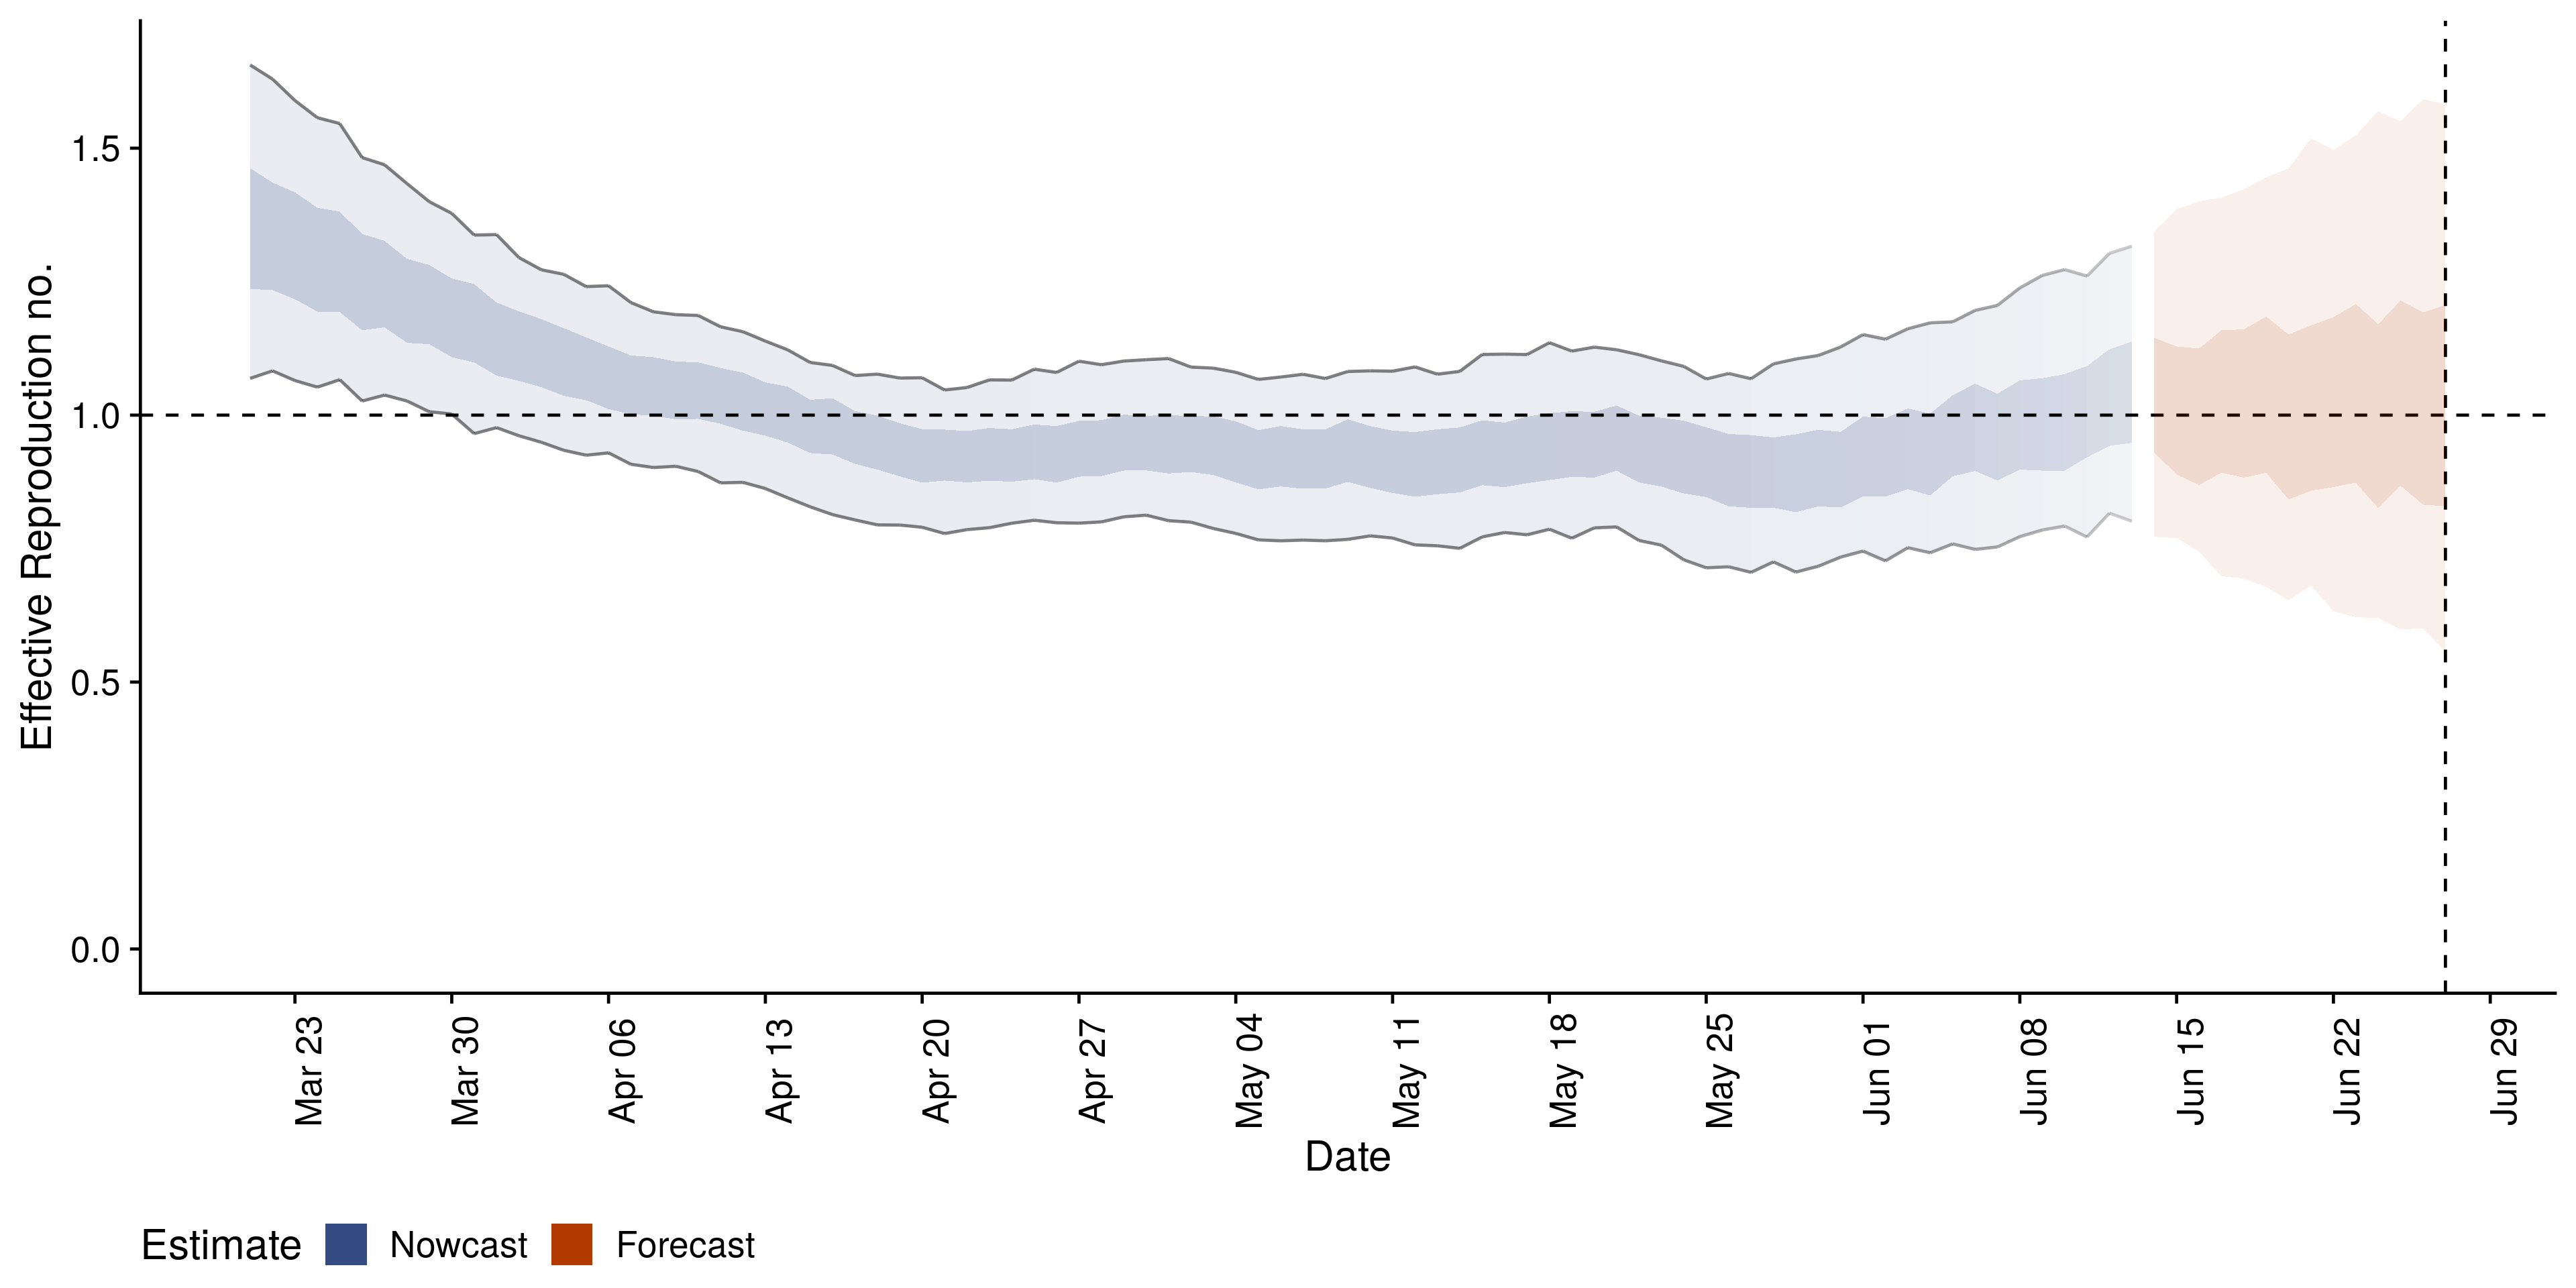 Effective Reproduction no.
1.5
1.0
0.5
0.0
Mar 23
Mar 30
Apr 06
Apr 13
Apr 20
Apr 27
May 04
May 11
May 18
May 25
Jun 01
Jun 08
Jun 15
Jun 22
Jun 29
Date
Estimate Nowcast Forecast